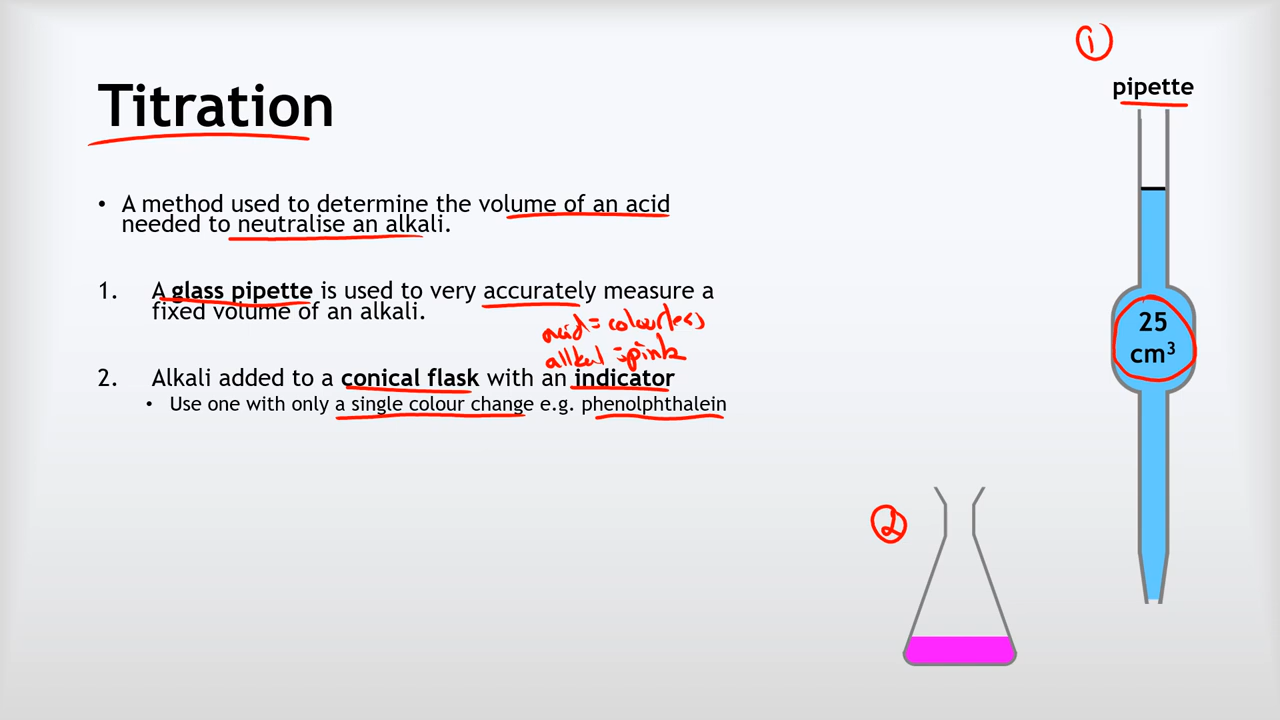 Titration
• A method used to determine the volume of an acid
needed to neutralise an alkali.
1. A glass pipette is used to very accurately measure a
fixed volume of an alkali.
acid = colourless
alkal = pink
2. Alkali added to a conical flask with an indicator
• Use one with only a single colour change e.g. phenolphthalein
1
pipette
25
cm³
2